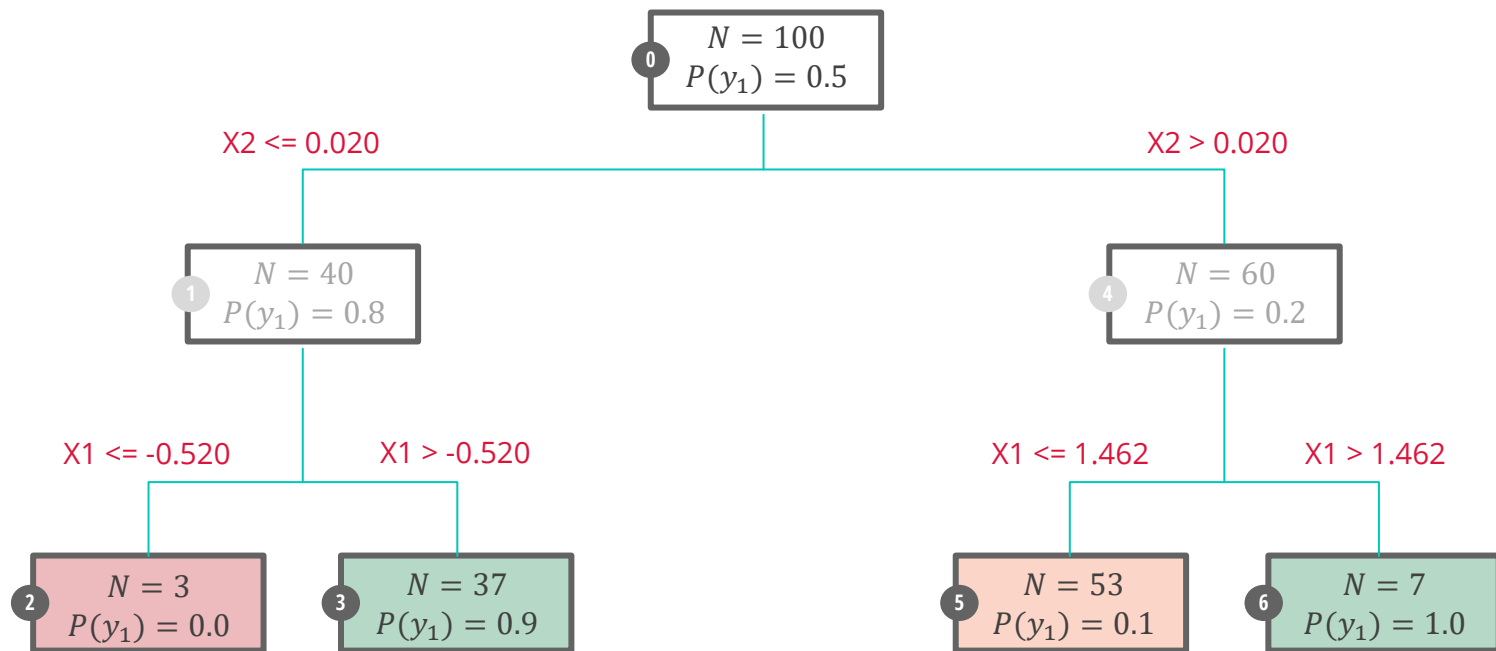 0
N = 100
P(y₁) = 0.5
X2 <= 0.020
X2 > 0.020
1
N = 40
P(y₁) = 0.8
4
N = 60
P(y₁) = 0.2
X1 <= -0.520
X1 > -0.520
X1 <= 1.462
X1 > 1.462
2
N = 3
P(y₁) = 0.0
3
N = 37
P(y₁) = 0.9
5
N = 53
P(y₁) = 0.1
6
N = 7
P(y₁) = 1.0